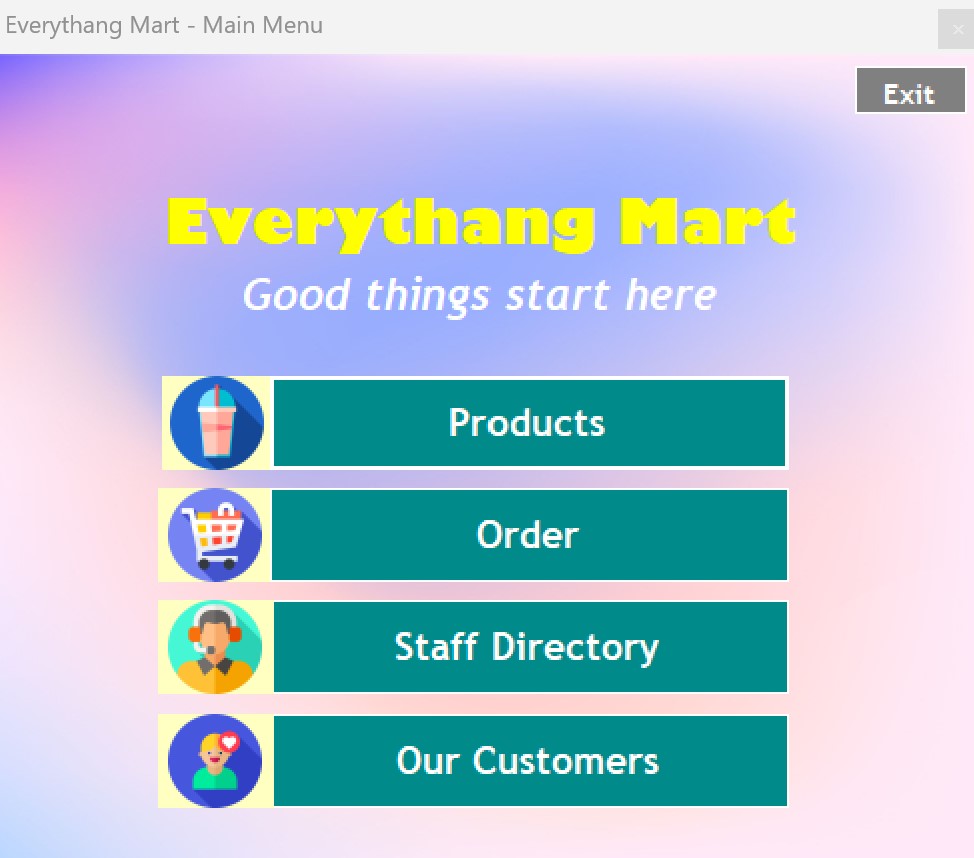 Everythang Mart - Main Menu
Exit
Everythang Mart
Good things start here
Products
Order
Staff Directory
Our Customers